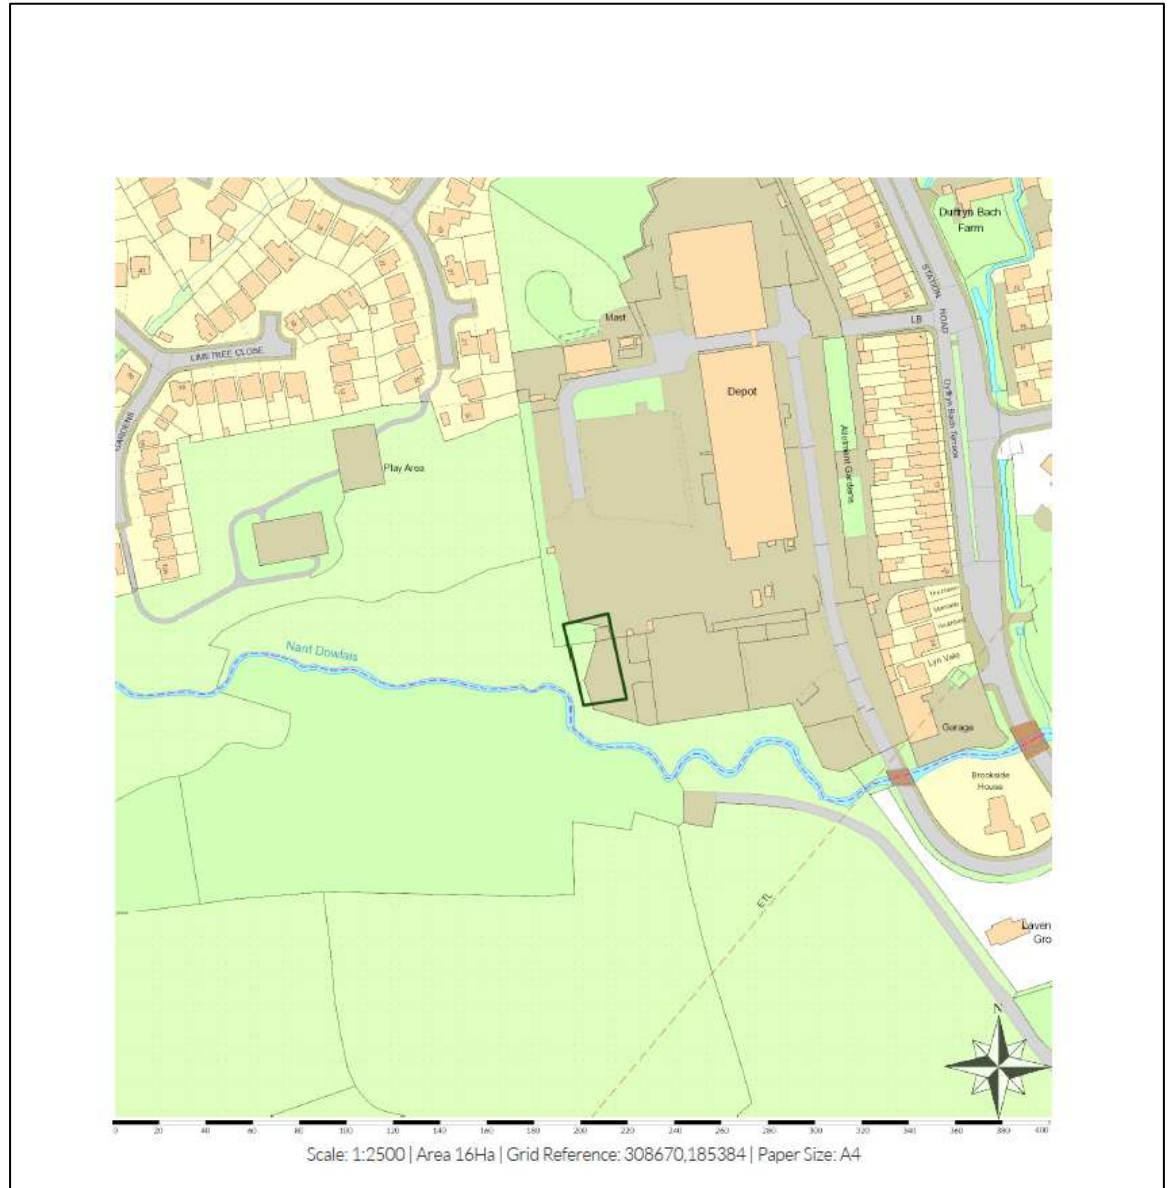 Duffryn Bach
Farm
STATION
ROAD
Mast
LB
LIMETREE CLOSE
Depot
Dyffryn Bach Terrace
GARDENS
Allotment Gardens
Play Area
Nant Dowlais
Lyn Vale
Garage
Brookside
House
ETL
Laven
Gro
N
0 20 40 60 80 100 120 140 160 180 200 220 240 260 280 300 320 340 360 380 400
Scale: 1:2500 | Area 16Ha | Grid Reference: 308670,185384 | Paper Size: A4